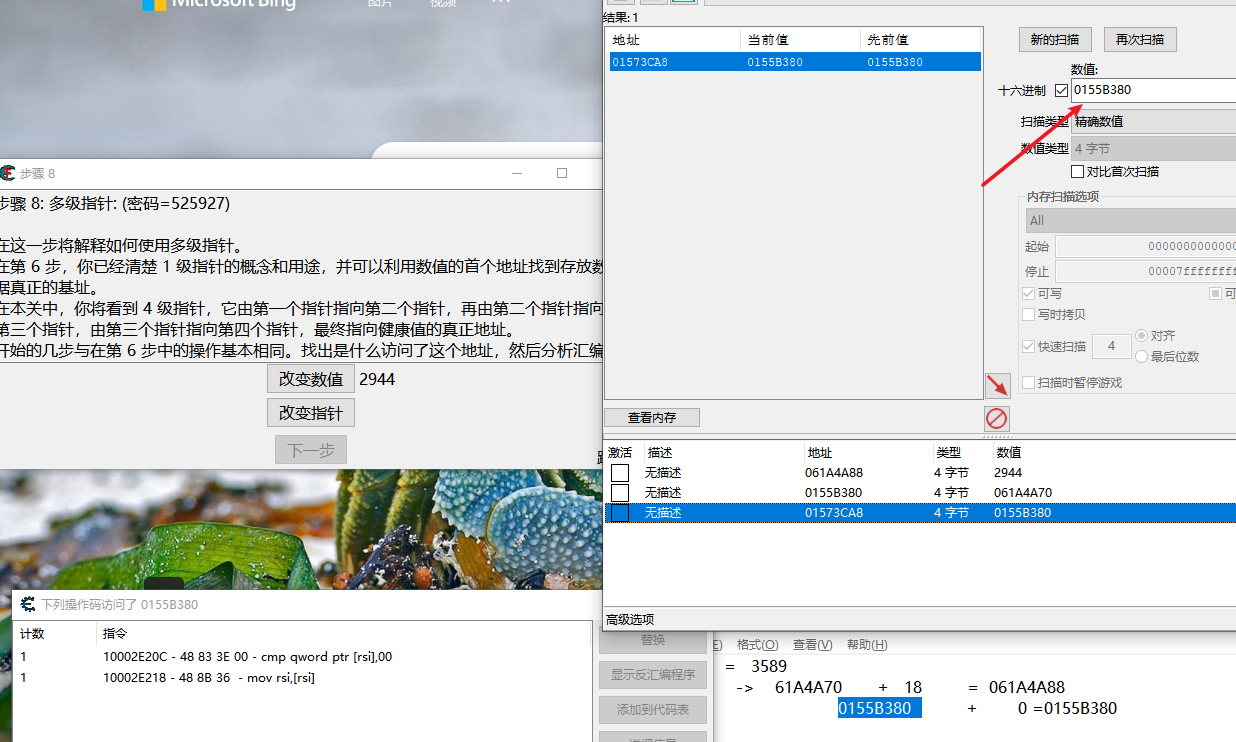 Microsoft Bing
图片
视频
步骤 8
步骤 8: 多级指针: (密码=525927)
在这一步将解释如何使用多级指针。
在第 6 步，你已经清楚 1 级指针的概念和用途，并可以利用数值的首个地址找到存放数
据真正的基址。
在本关中，你将看到 4 级指针，它由第一个指针指向第二个指针，再由第二个指针指向
第三个指针，由第三个指针指向第四个指针，最终指向健康值的真正地址。
开始的几步与在第 6 步中的操作基本相同。找出是什么访问了这个地址，然后分析汇编
改变数值 2944
改变指针
下一步
结果: 1
地址 当前值 先前值
01573CA8 0155B380 0155B380
新的扫描 再次扫描
数值:
十六进制 0155B380
扫描类型 精确数值
数值类型 4 字节
对比首次扫描
内存扫描选项
All
起始 0000000000000
停止 00007ffffffff
可写 可
写时拷贝
快速扫描 4 对齐
最后位数
扫描时暂停游戏
查看内存
激活 描述 地址 类型 数值
无描述 061A4A88 4 字节 2944
无描述 0155B380 4 字节 061A4A70
无描述 01573CA8 4 字节 0155B380
高级选项
下列操作码访问了 0155B380
计数 指令
1 10002E20C - 48 83 3E 00 - cmp qword ptr [rsi],00
1 10002E218 - 48 8B 36 - mov rsi,[rsi]
替换
显示反汇编程序
添加到代码表
E) 格式(O) 查看(V) 帮助(H)
= 3589
-> 61A4A70 + 18 = 061A4A88
0155B380 + 0 =0155B380